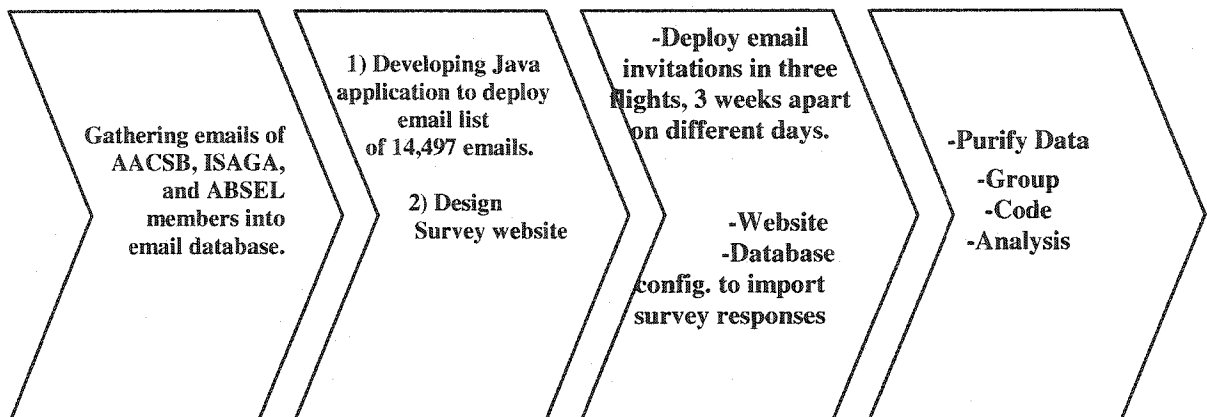 Gathering emails of
AACSB, ISAGA,
and ABSEL
members into
email database.
1) Developing Java
application to deploy
email list
of 14,497 emails.
2) Design
Survey website
-Deploy email
invitations in three
flights, 3 weeks apart
on different days.
-Website
-Database
config. to import
survey responses
-Purify Data
-Group
-Code
-Analysis